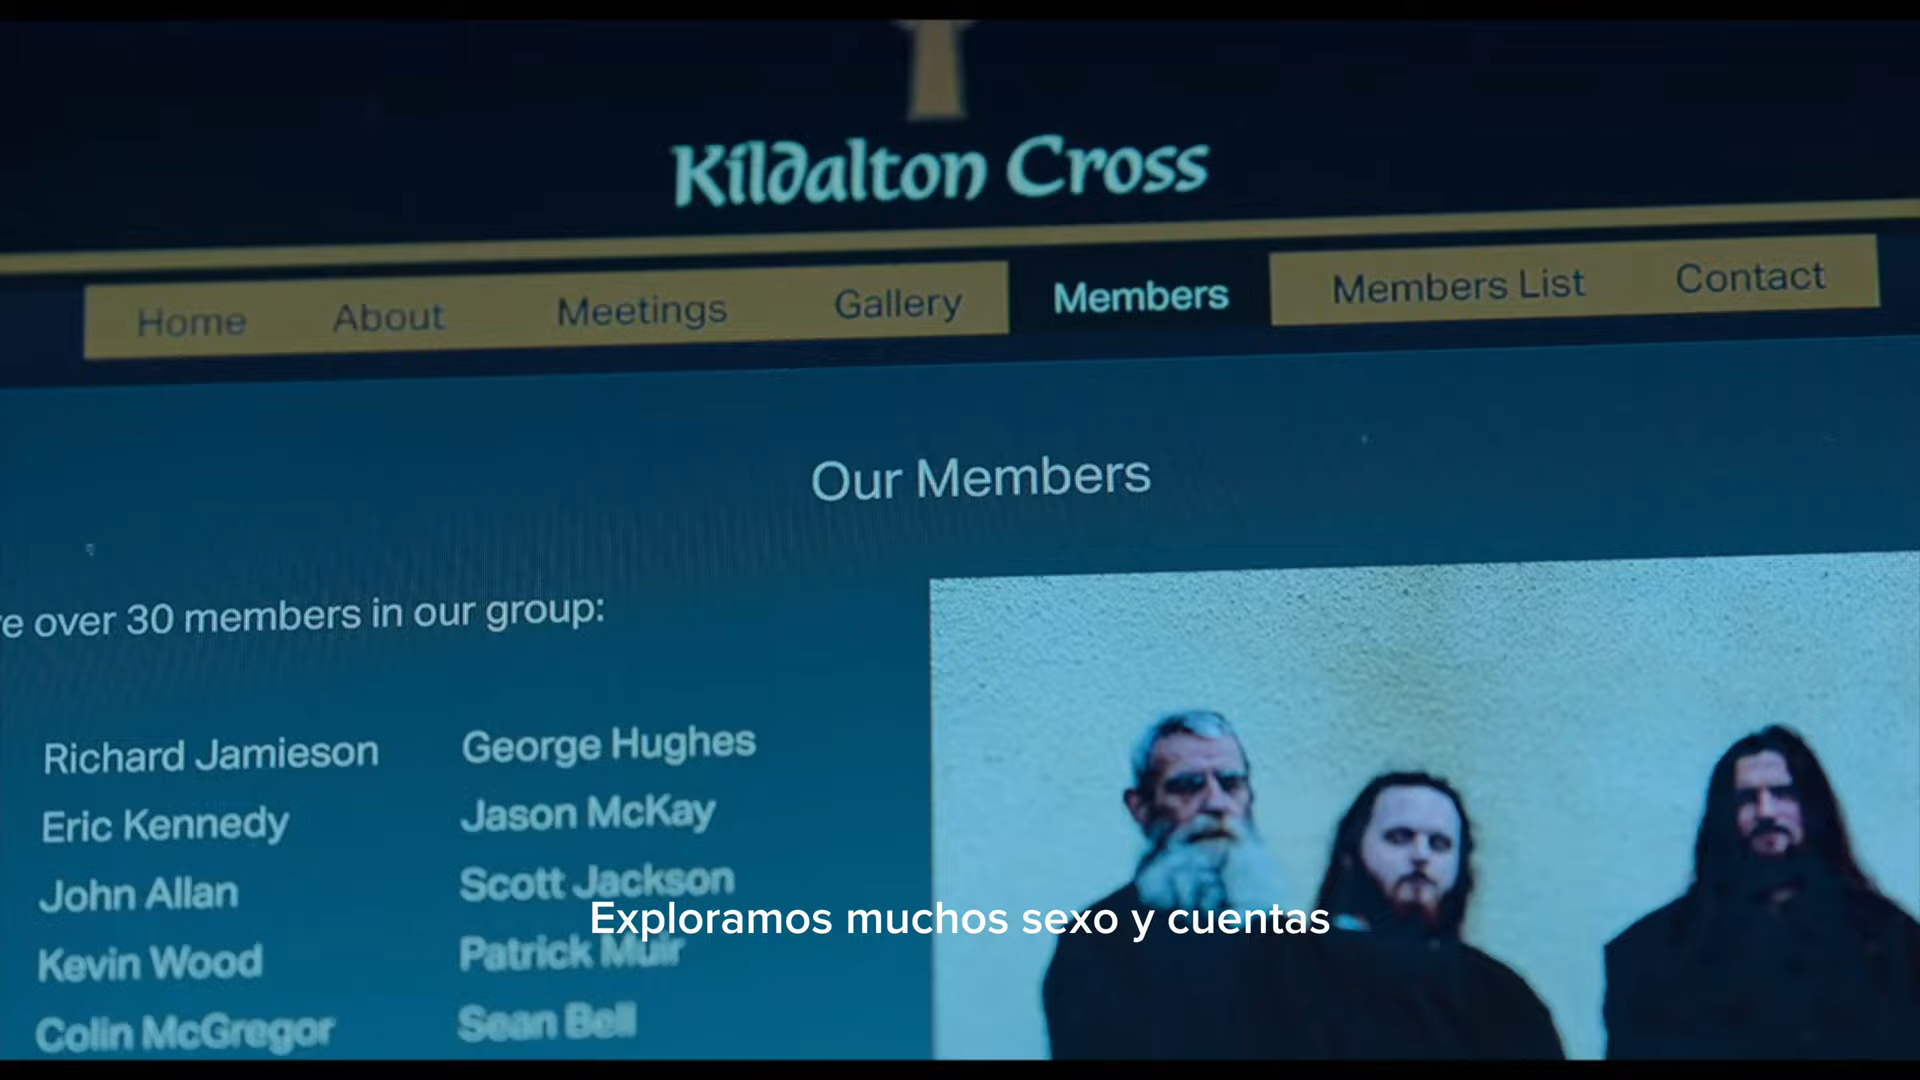 Kildalton Cross
Home About Meetings Gallery Members Members List Contact
Our Members
e over 30 members in our group:
Richard Jamieson George Hughes
Eric Kennedy Jason McKay
John Allan Scott Jackson
Exploramos muchos sexo y cuentas
Kevin Wood Patrick Muir
Colin McGregor Sean Bell